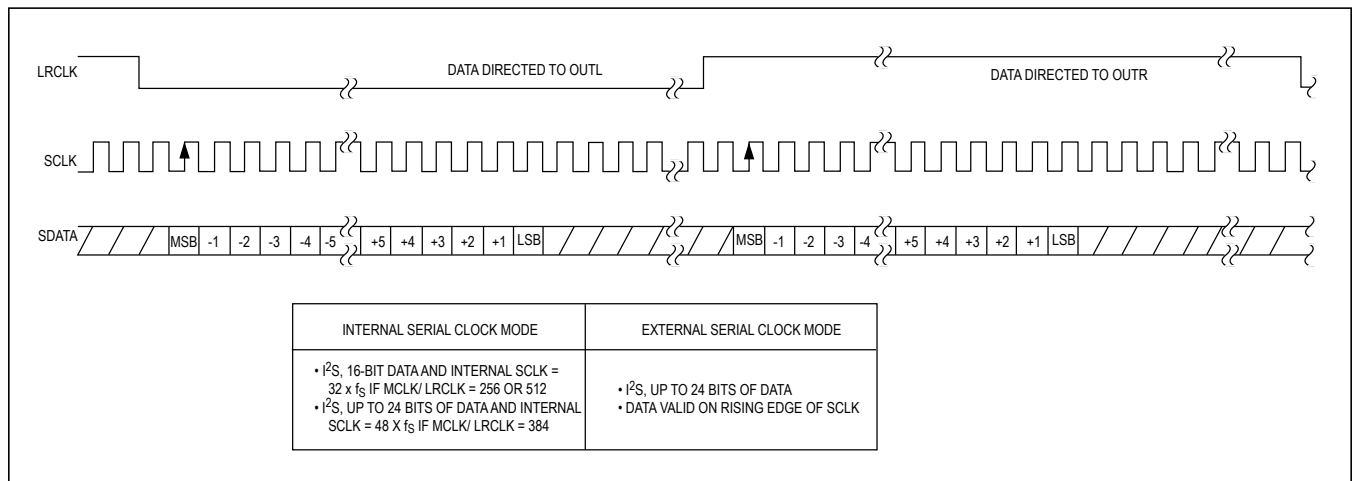 LRCLK DATA DIRECTED TO OUTL DATA DIRECTED TO OUTR
SCLK
SDATA MSB -1 -2 -3 -4 -5 +5 +4 +3 +2 +1 LSB MSB -1 -2 -3 -4 +5 +4 +3 +2 +1 LSB
INTERNAL SERIAL CLOCK MODE
• I²S, 16-BIT DATA AND INTERNAL SCLK =
32 x fS IF MCLK/ LRCLK = 256 OR 512
• I²S, UP TO 24 BITS OF DATA AND INTERNAL
SCLK = 48 X fS IF MCLK/ LRCLK = 384
EXTERNAL SERIAL CLOCK MODE
• I²S, UP TO 24 BITS OF DATA
• DATA VALID ON RISING EDGE OF SCLK